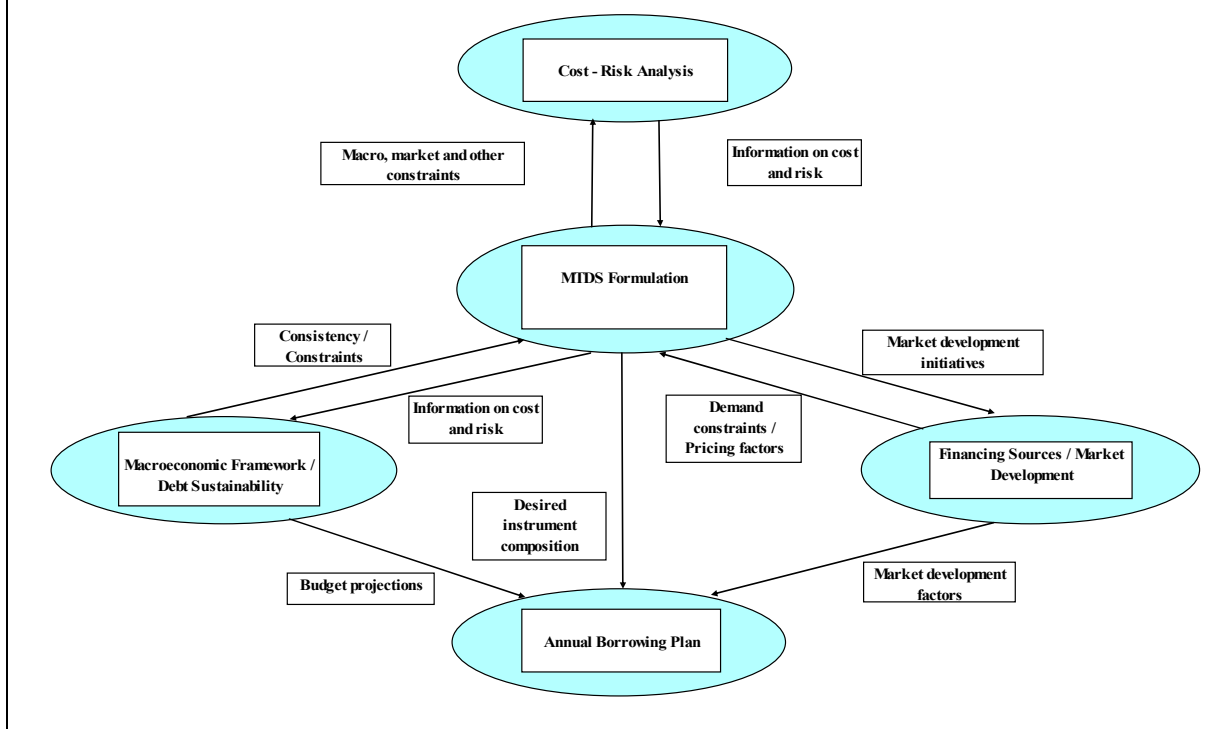 Cost - Risk Analysis
Macro, market and other
constraints
Information on cost
and risk
MTDS Formulation
Consistency /
Constraints
Market development
initiatives
Information on cost
and risk
Demand
constraints /
Pricing factors
Macroeconomic Framework /
Debt Sustainability
Financing Sources / Market
Development
Desired
instrument
composition
Budget projections
Market development
factors
Annual Borrowing Plan